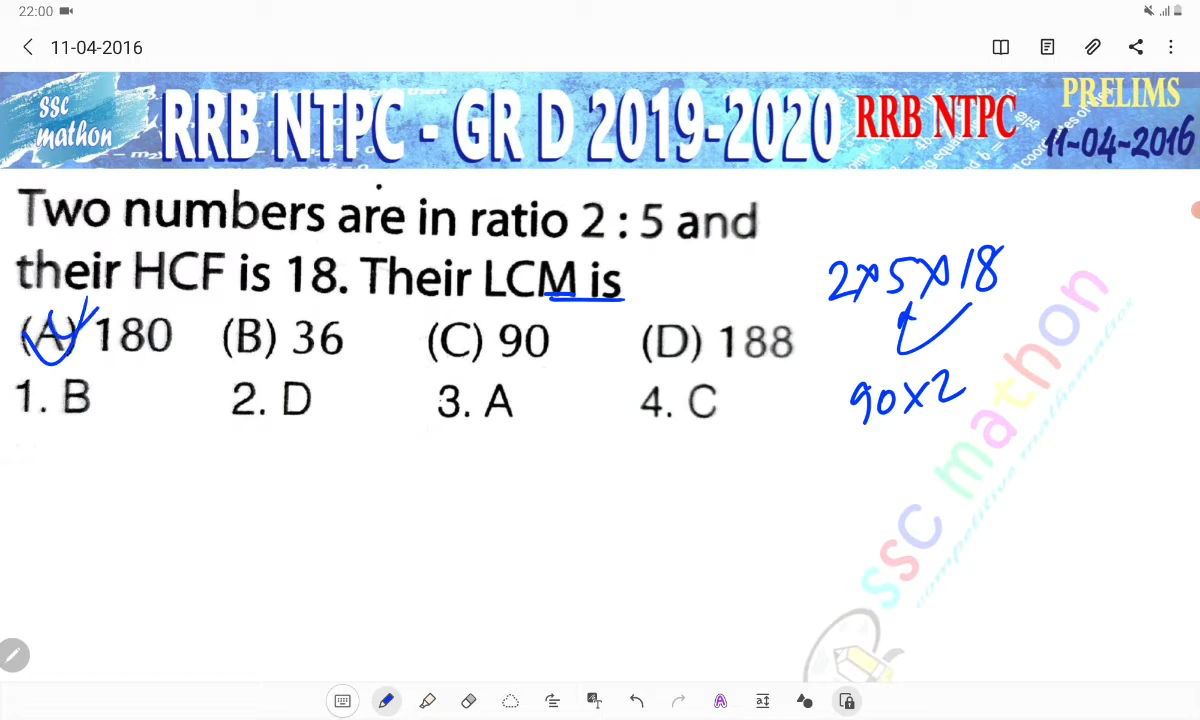 22:00
11-04-2016
ssc mathon
RRB NTPC - GR D 2019-2020
RRB NTPC
PRELIMS
11-04-2016
Two numbers are in ratio 2 : 5 and
their HCF is 18. Their LCM is
(A) 180 (B) 36 (C) 90 (D) 188
1. B 2. D 3. A 4. C
2×5×18
90×2
ssc mathon
competitive mathematics